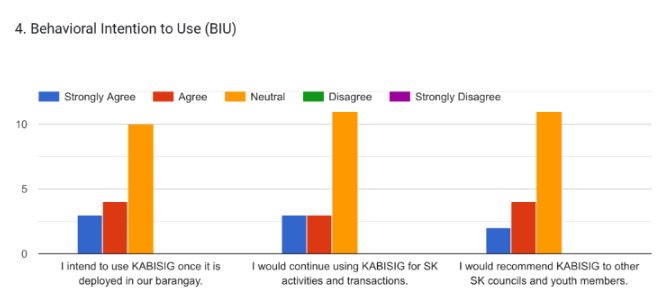 4. Behavioral Intention to Use (BIU)
Strongly Agree Agree Neutral Disagree Strongly Disagree
10
5
0
I intend to use KABISIG once it is
deployed in our barangay.
I would continue using KABISIG for SK
activities and transactions.
I would recommend KABISIG to other
SK councils and youth members.